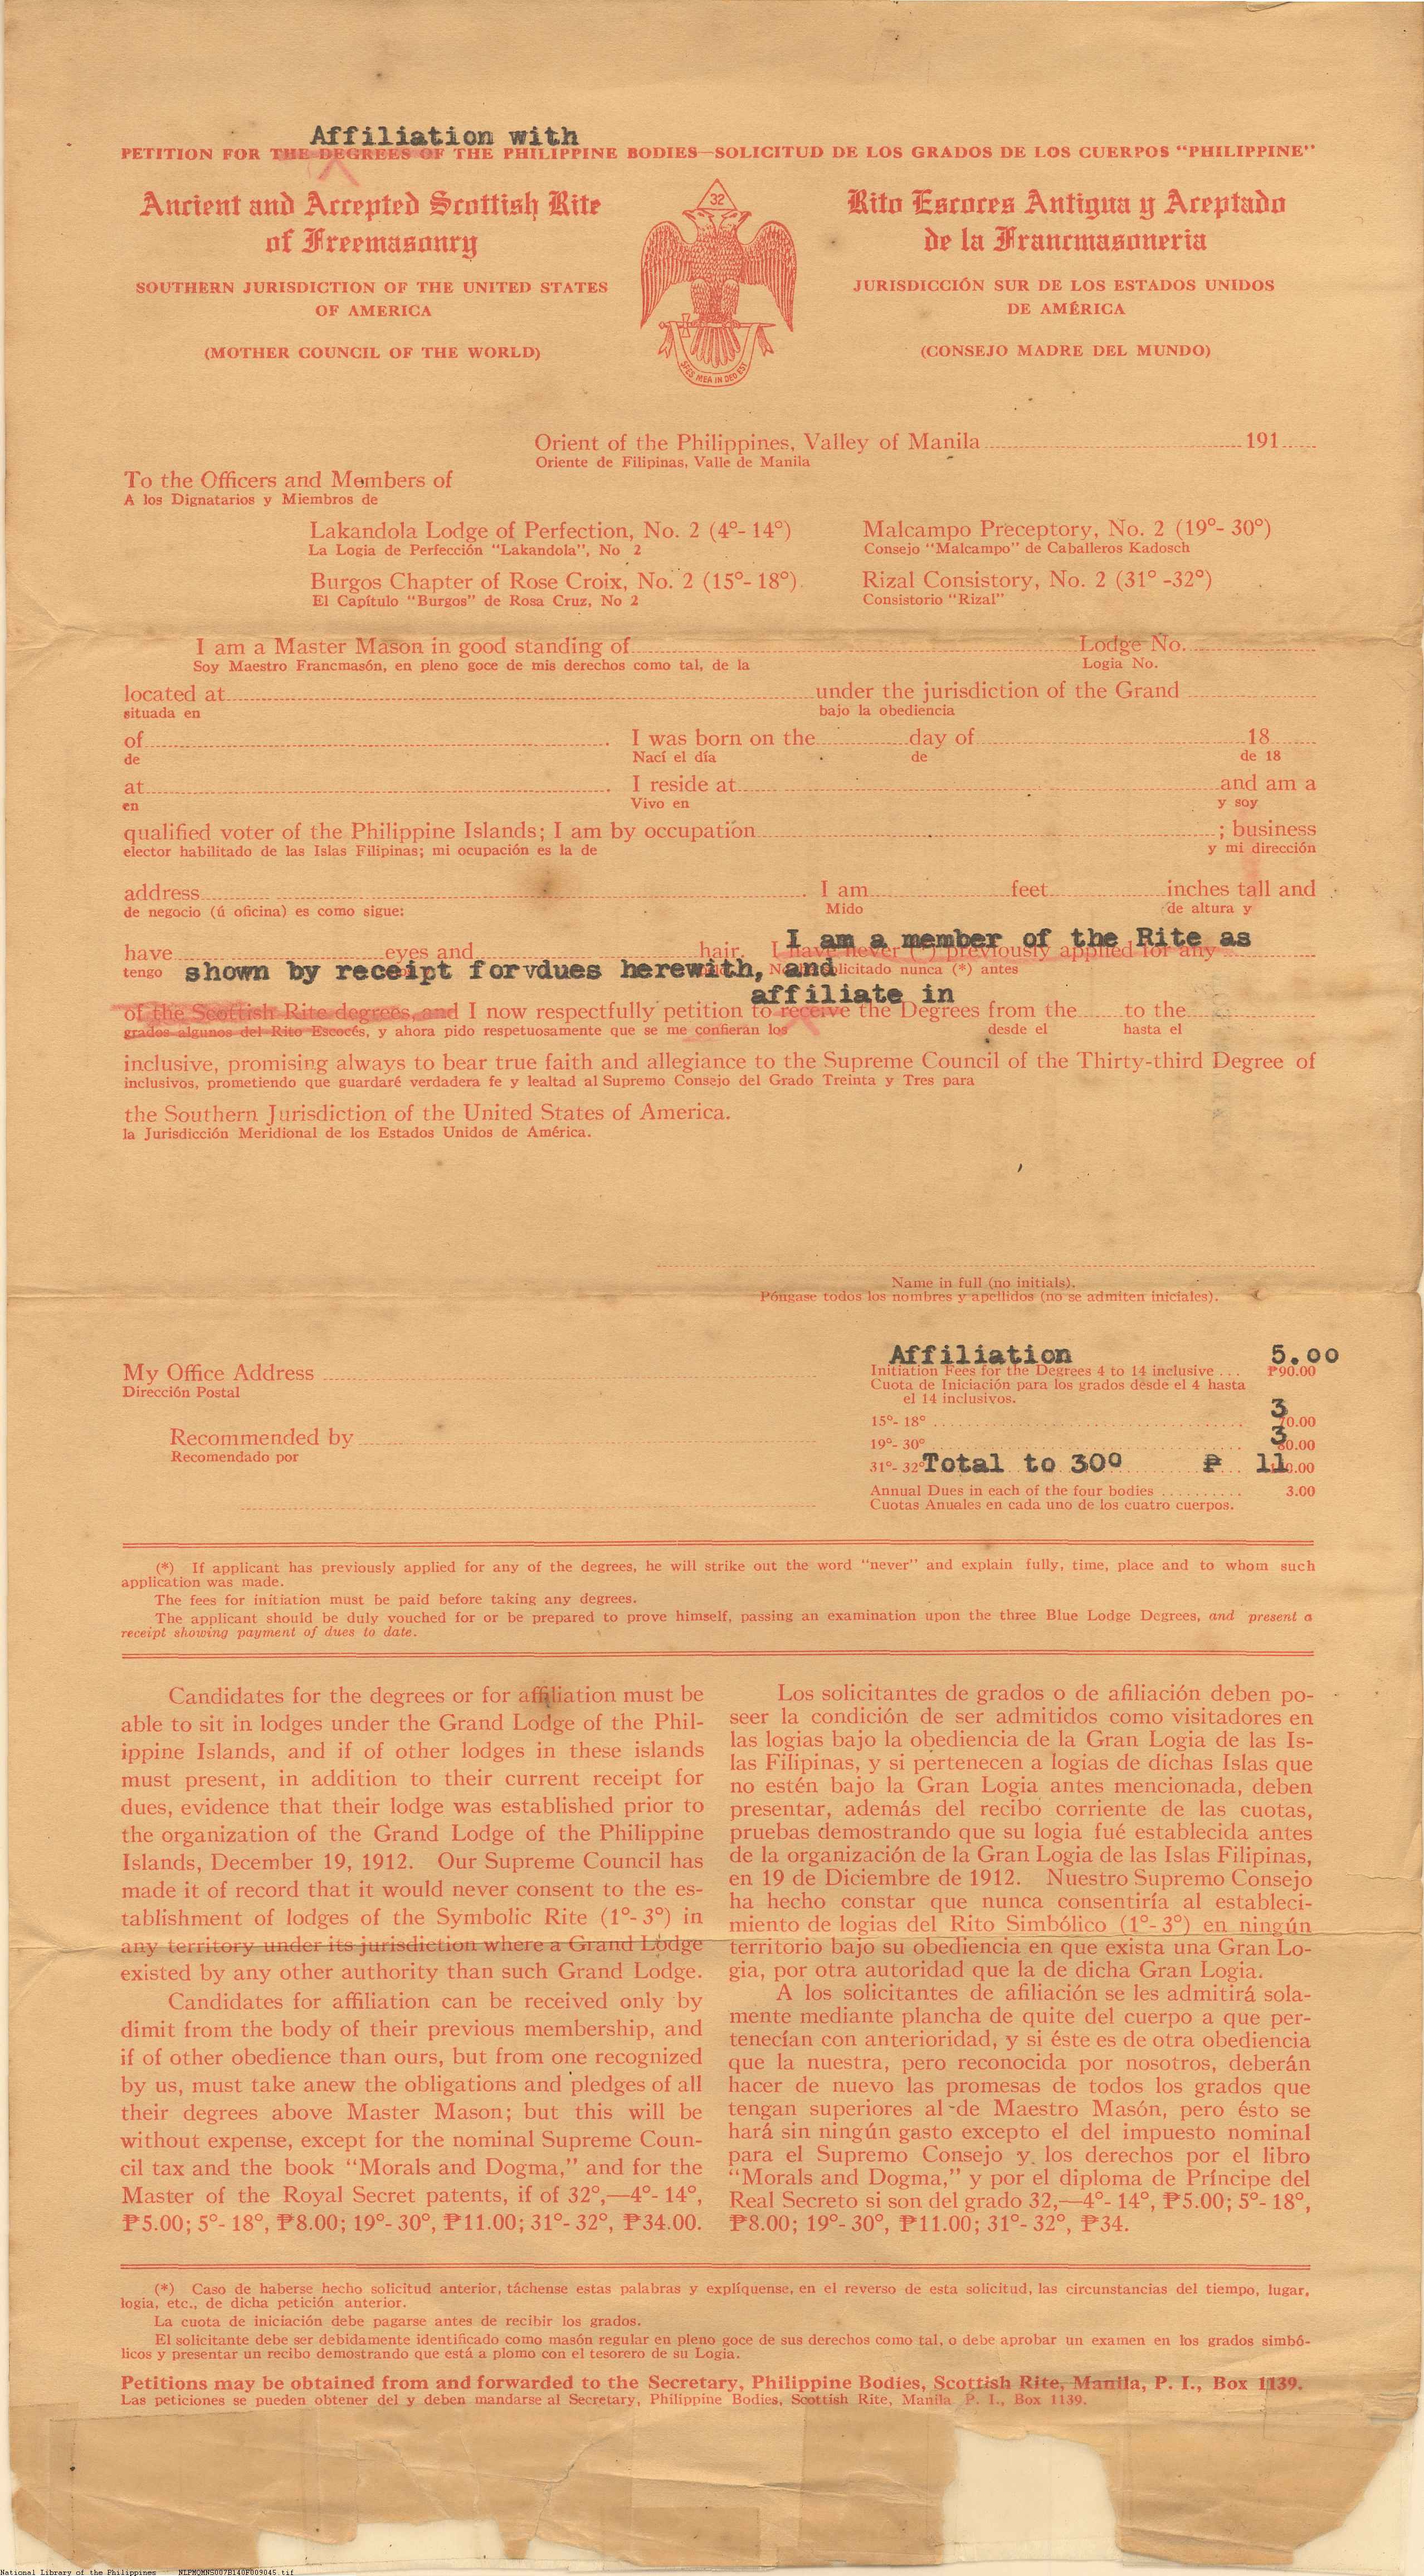 Affiliation with
PETITION FOR THE DEGREES OF THE PHILIPPINE BODIES—SOLICITUD DE LOS GRADOS DE LOS CUERPOS "PHILIPPINE"
Ancient and Accepted Scottish Rite
of Freemasonry
SOUTHERN JURISDICTION OF THE UNITED STATES
OF AMERICA
(MOTHER COUNCIL OF THE WORLD)
32
SPES MEA IN DEO EST
Rito Escoces Antigua y Aceptado
de la Francmasoneria
JURISDICCIÓN SUR DE LOS ESTADOS UNIDOS
DE AMÉRICA
(CONSEJO MADRE DEL MUNDO)
Orient of the Philippines, Valley of Manila 191
Oriente de Filipinas, Valle de Manila
To the Officers and Members of
A los Dignatarios y Miembros de
Lakandola Lodge of Perfection, No. 2 (4°-14°)
La Logia de Perfección "Lakandola", No 2
Malcampo Preceptory, No. 2 (19°-30°)
Consejo "Malcampo" de Caballeros Kadosch
Burgos Chapter of Rose Croix, No. 2 (15°-18°)
El Capítulo "Burgos" de Rosa Cruz, No 2
Rizal Consistory, No. 2 (31°-32°)
Consistorio "Rizal"
I am a Master Mason in good standing of Lodge No.
Soy Maestro Francmasón, en pleno goce de mis derechos como tal, de la Logia No.
located at under the jurisdiction of the Grand
situada en bajo la obediencia
of I was born on the day of 18
de Nací el día de de 18
at I reside at and am a
en Vivo en y soy
qualified voter of the Philippine Islands; I am by occupation ; business
elector habilitado de las Islas Filipinas; mi ocupación es la de y mi dirección
address I am feet inches tall and
de negocio (ú oficina) es como sigue: Mido de altura y
I am a member of the Rite as
have eyes and hair. I have never (*) previously applied for any
tengo shown by receipt forvdues herewith, and solicitado nunca (*) antes
affiliate in
of the Scottish Rite degrees, and I now respectfully petition to receive the Degrees from the to the
grados algunos del Rito Escocés, y ahora pido respetuosamente que se me confieran los desde el hasta el
inclusive, promising always to bear true faith and allegiance to the Supreme Council of the Thirty-third Degree of
inclusivos, prometiendo que guardaré verdadera fe y lealtad al Supremo Consejo del Grado Treinta y Tres para
the Southern Jurisdiction of the United States of America.
la Jurisdicción Meridional de los Estados Unidos de América.
Name in full (no initials).
Póngase todos los nombres y apellidos (no se admiten iniciales).
My Office Address
Dirección Postal
Recommended by
Recomendado por
Affiliation 5.00
Initiation Fees for the Degrees 4 to 14 inclusive ... ₱90.00
Cuota de Iniciación para los grados desde el 4 hasta
el 14 inclusivos.
3
15°-18° 70.00
3
19°-30° 80.00
31°-32° Total to 30º ₱ 11
Annual Dues in each of the four bodies 3.00
Cuotas Anuales en cada uno de los cuatro cuerpos.
(*) If applicant has previously applied for any of the degrees, he will strike out the word "never" and explain fully, time, place and to whom such
application was made.
The fees for initiation must be paid before taking any degrees.
The applicant should be duly vouched for or be prepared to prove himself, passing an examination upon the three Blue Lodge Degrees, and present a
receipt showing payment of dues to date.
Candidates for the degrees or for affiliation must be
able to sit in lodges under the Grand Lodge of the Phil-
ippine Islands, and if of other lodges in these islands
must present, in addition to their current receipt for
dues, evidence that their lodge was established prior to
the organization of the Grand Lodge of the Philippine
Islands, December 19, 1912. Our Supreme Council has
made it of record that it would never consent to the es-
tablishment of lodges of the Symbolic Rite (1°-3°) in
any territory under its jurisdiction where a Grand Lodge
existed by any other authority than such Grand Lodge.
Candidates for affiliation can be received only by
dimit from the body of their previous membership, and
if of other obedience than ours, but from one recognized
by us, must take anew the obligations and pledges of all
their degrees above Master Mason; but this will be
without expense, except for the nominal Supreme Coun-
cil tax and the book "Morals and Dogma," and for the
Master of the Royal Secret patents, if of 32°,—4°-14°,
₱5.00; 5°-18°, ₱8.00; 19°-30°, ₱11.00; 31°-32°, ₱34.00.
Los solicitantes de grados o de afiliación deben po-
seer la condición de ser admitidos como visitadores en
las logias bajo la obediencia de la Gran Logia de las Is-
las Filipinas, y si pertenecen a logias de dichas Islas que
no estén bajo la Gran Logia antes mencionada, deben
presentar, además del recibo corriente de las cuotas,
pruebas demostrando que su logia fué establecida antes
de la organización de la Gran Logia de las Islas Filipinas,
en 19 de Diciembre de 1912. Nuestro Supremo Consejo
ha hecho constar que nunca consentiría al estableci-
miento de logias del Rito Simbólico (1°-3°) en ningún
territorio bajo su obediencia en que exista una Gran Lo-
gia, por otra autoridad que la de dicha Gran Logia.
A los solicitantes de afiliación se les admitirá sola-
mente mediante plancha de quite del cuerpo a que per-
tenecían con anterioridad, y si éste es de otra obediencia
que la nuestra, pero reconocida por nosotros, deberán
hacer de nuevo las promesas de todos los grados que
tengan superiores al de Maestro Masón, pero ésto se
hará sin ningún gasto excepto el del impuesto nominal
para el Supremo Consejo y los derechos por el libro
"Morals and Dogma," y por el diploma de Príncipe del
Real Secreto si son del grado 32,—4°-14°, ₱5.00; 5°-18°,
₱8.00; 19°-30°, ₱11.00; 31°-32°, ₱34.
(*) Caso de haberse hecho solicitud anterior, táchense estas palabras y explíquense, en el reverso de esta solicitud, las circunstancias del tiempo, lugar,
logia, etc., de dicha petición anterior.
La cuota de iniciación debe pagarse antes de recibir los grados.
El solicitante debe ser debidamente identificado como masón regular en pleno goce de sus derechos como tal, o debe aprobar un examen en los grados simbó-
licos y presentar un recibo demostrando que está a plomo con el tesorero de su Logia.
Petitions may be obtained from and forwarded to the Secretary, Philippine Bodies, Scottish Rite, Manila, P. I., Box 1139.
Las peticiones se pueden obtener del y deben mandarse al Secretary, Philippine Bodies, Scottish Rite, Manila P. I., Box 1139.
National Library of the Philippines NLPMQMNS007B140F009045.tif